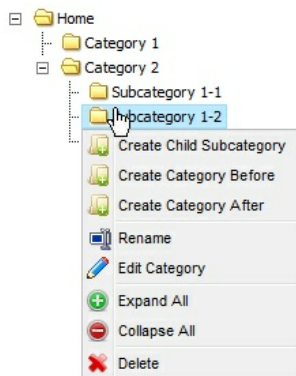 Home
Category 1
Category 2
Subcategory 1-1
Subcategory 1-2
Create Child Subcategory
Create Category Before
Create Category After
Rename
Edit Category
Expand All
Collapse All
Delete